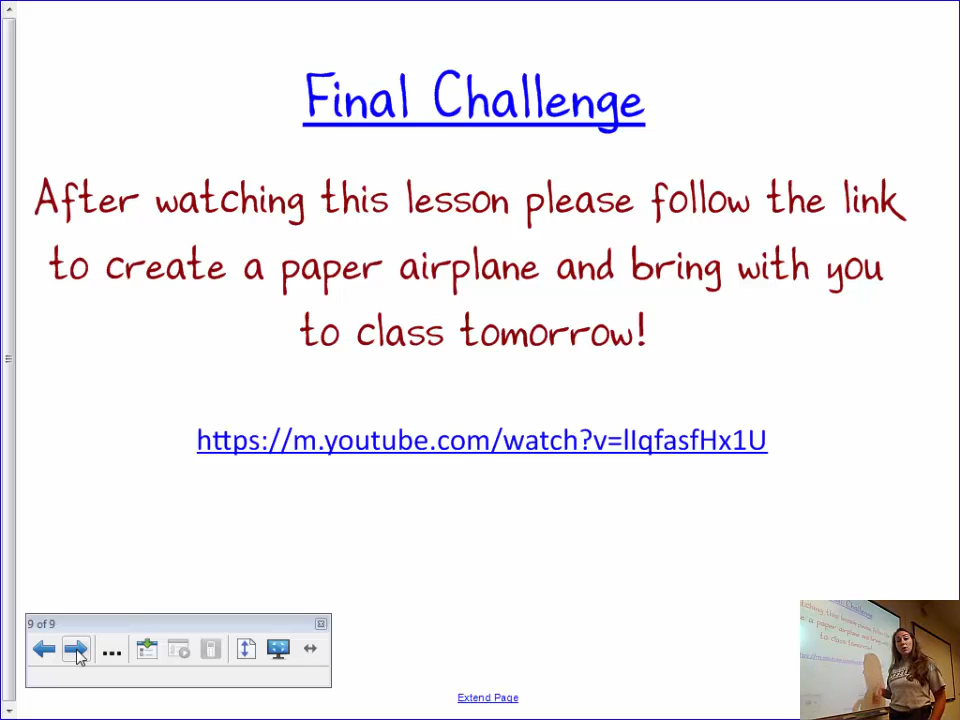 Final Challenge
After watching this lesson please follow the link
to create a paper airplane and bring with you
to class tomorrow!
https://m.youtube.com/watch?v=lIqfasfHx1U
9 of 9
Extend Page